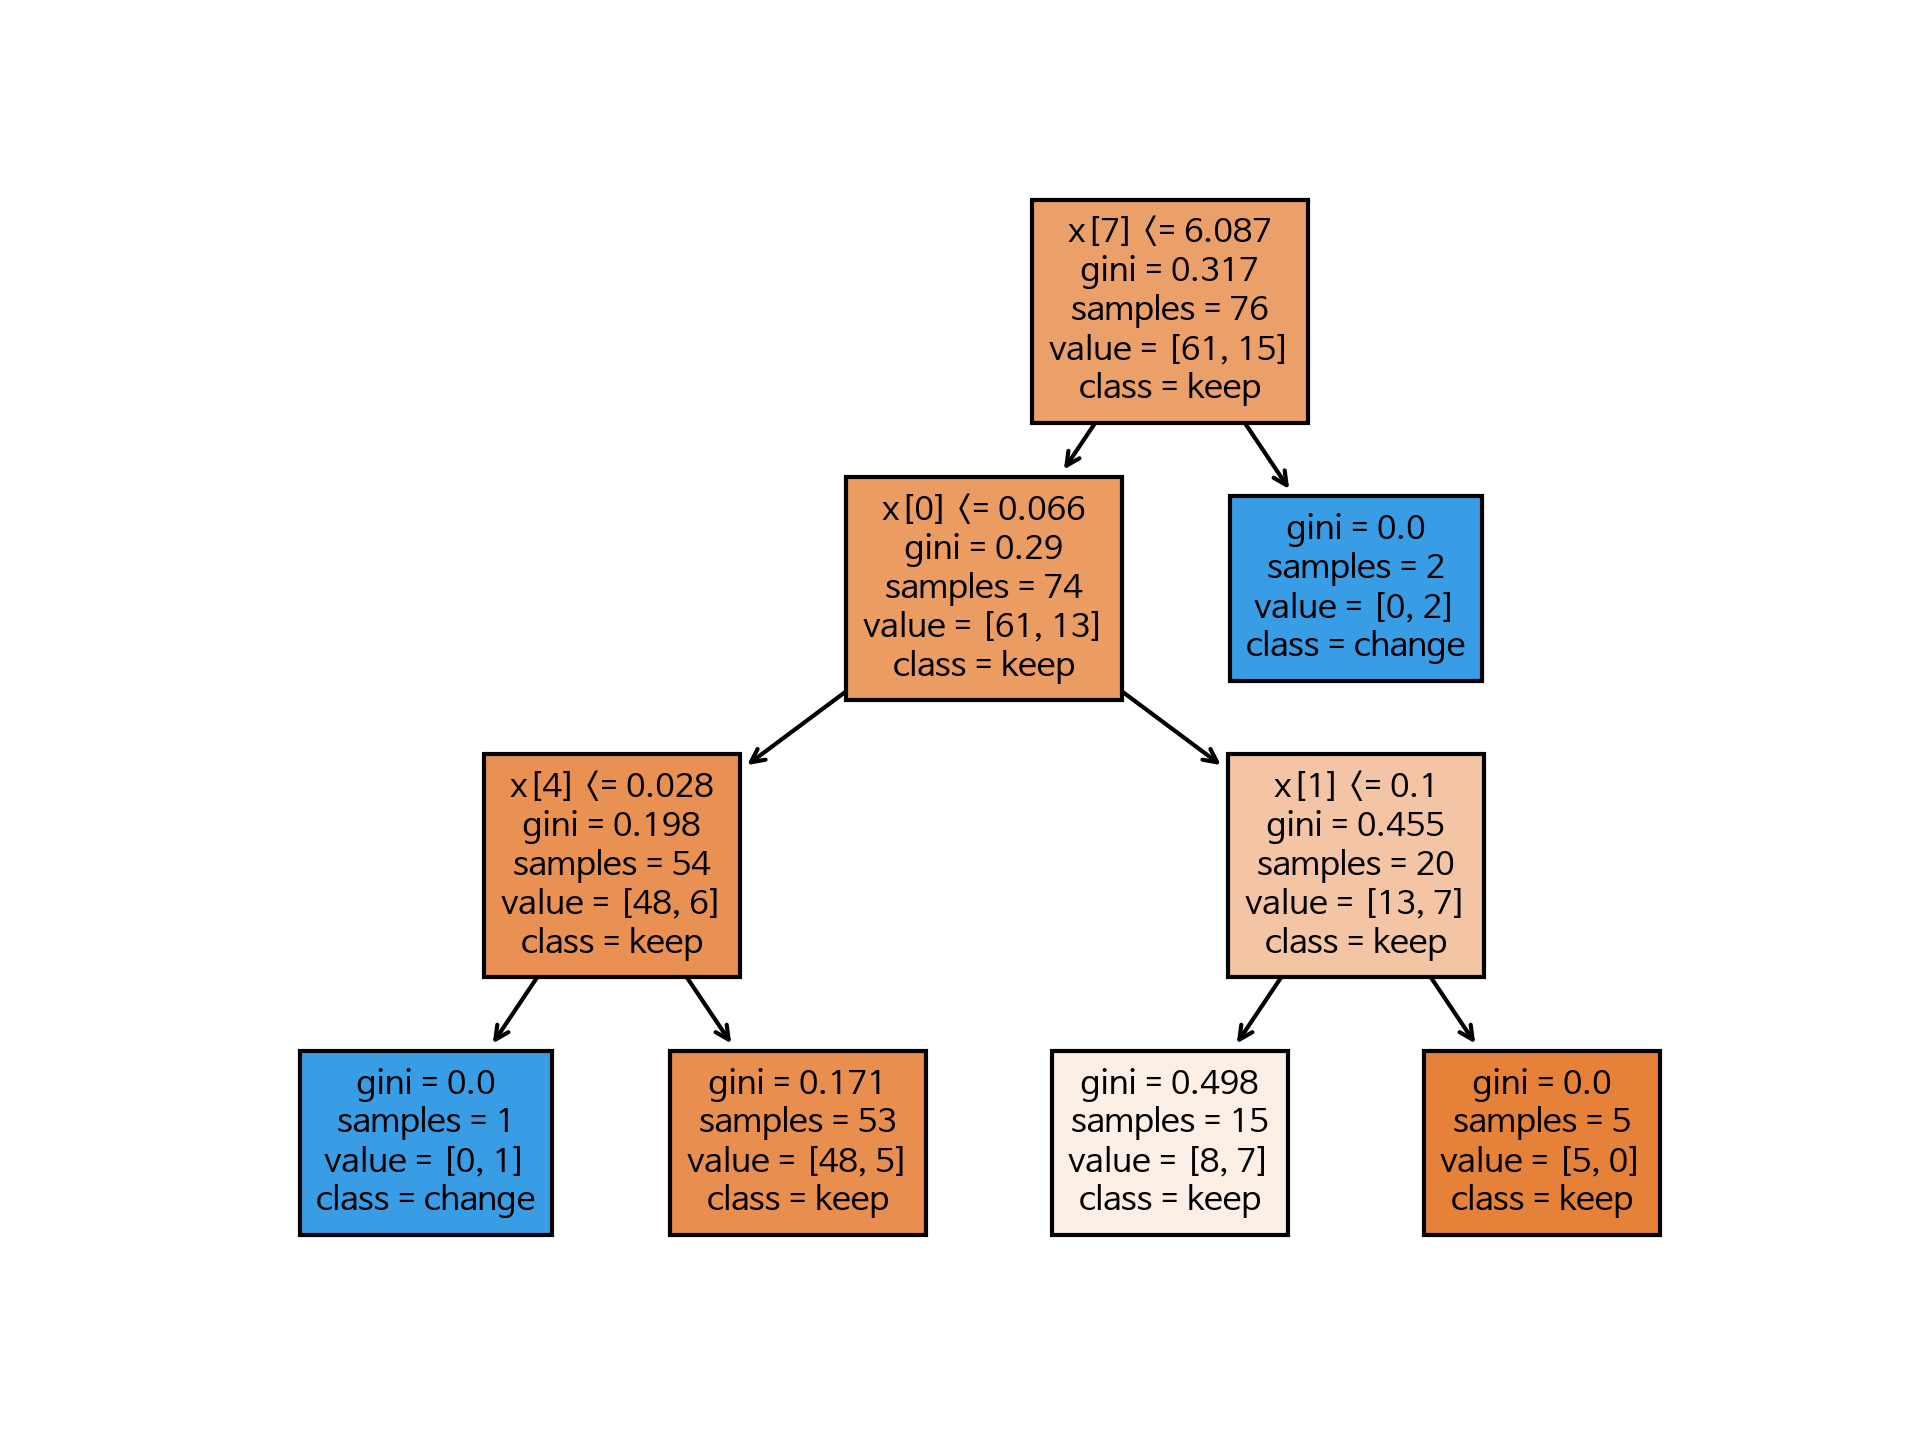 x[7] <= 6.087
gini = 0.317
samples = 76
value = [61, 15]
class = keep
x[0] <= 0.066
gini = 0.29
samples = 74
value = [61, 13]
class = keep
gini = 0.0
samples = 2
value = [0, 2]
class = change
x[4] <= 0.028
gini = 0.198
samples = 54
value = [48, 6]
class = keep
x[1] <= 0.1
gini = 0.455
samples = 20
value = [13, 7]
class = keep
gini = 0.0
samples = 1
value = [0, 1]
class = change
gini = 0.171
samples = 53
value = [48, 5]
class = keep
gini = 0.498
samples = 15
value = [8, 7]
class = keep
gini = 0.0
samples = 5
value = [5, 0]
class = keep